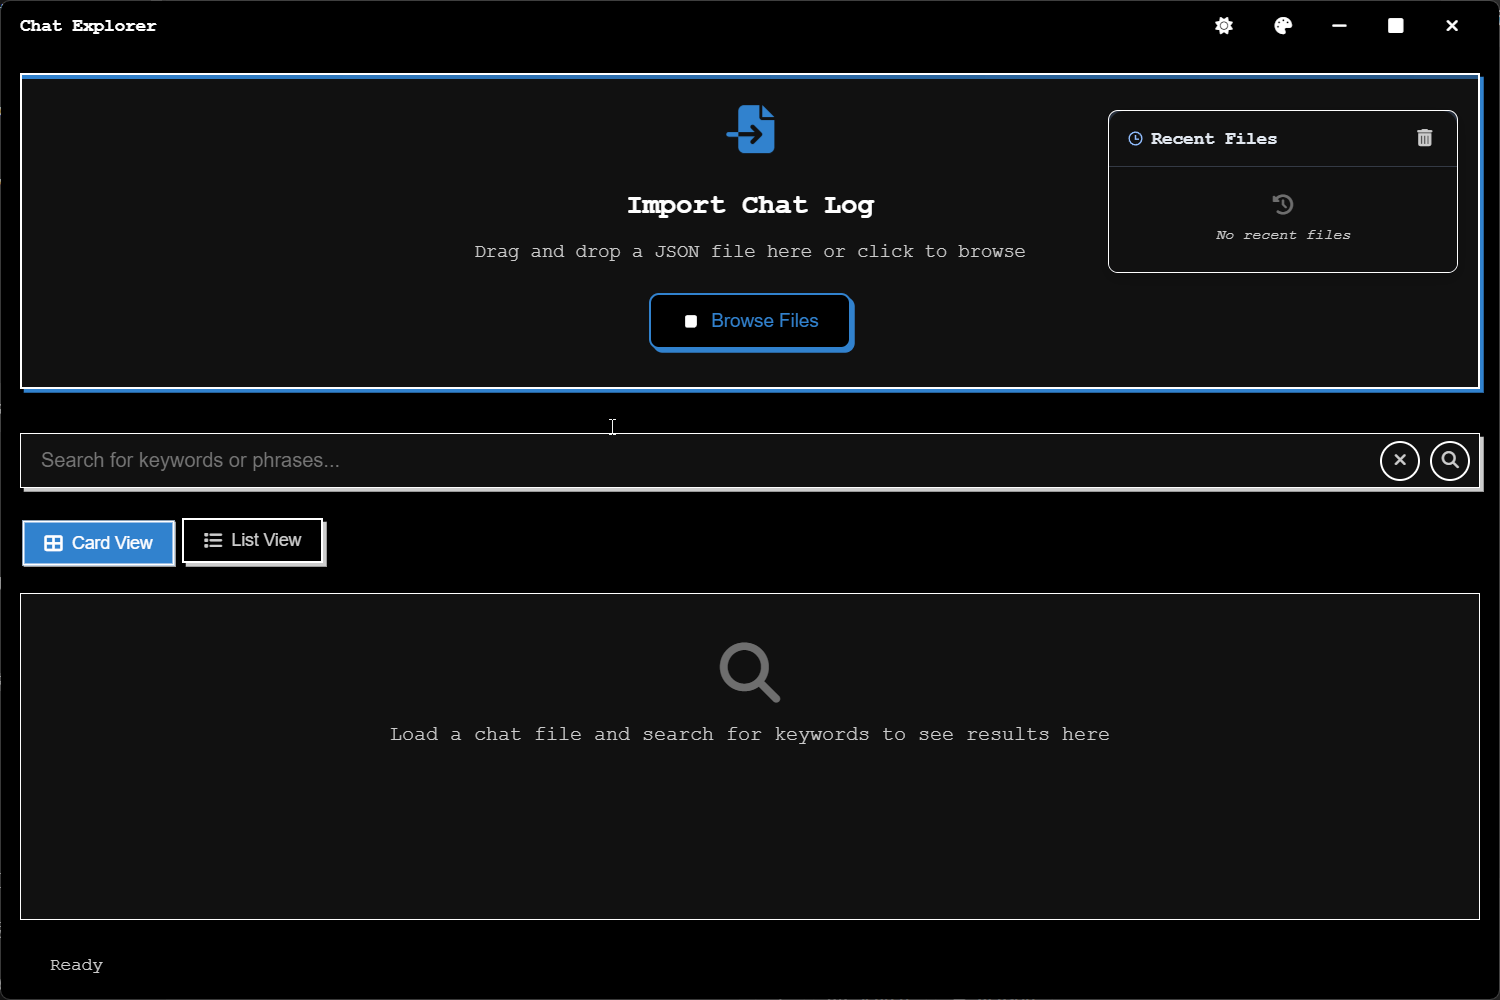 Chat Explorer
Import Chat Log
Drag and drop a JSON file here or click to browse
Browse Files
Recent Files
No recent files
Search for keywords or phrases...
Card View
List View
Load a chat file and search for keywords to see results here
Ready